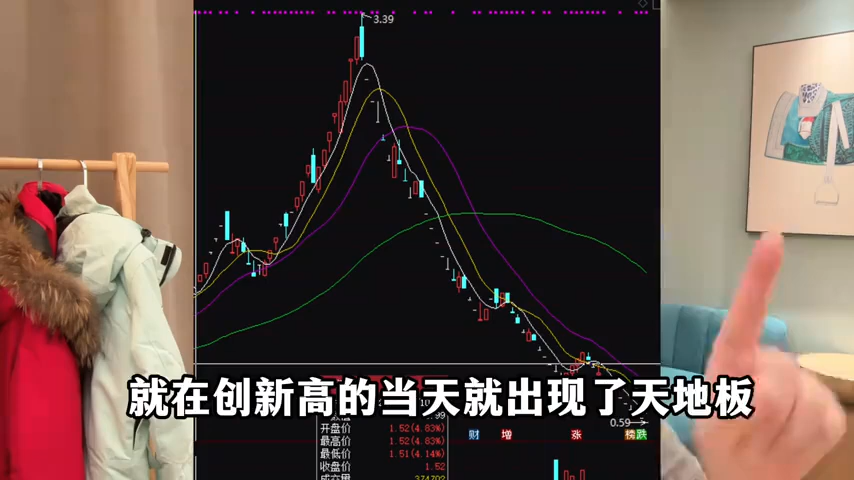 3.39
就在创新高的当天就出现了天地板
开盘价 1.52(4.83%)
最高价 1.52(4.83%)
最低价 1.51(4.14%)
收盘价 1.52
财 增 涨 榜 跌
0.59